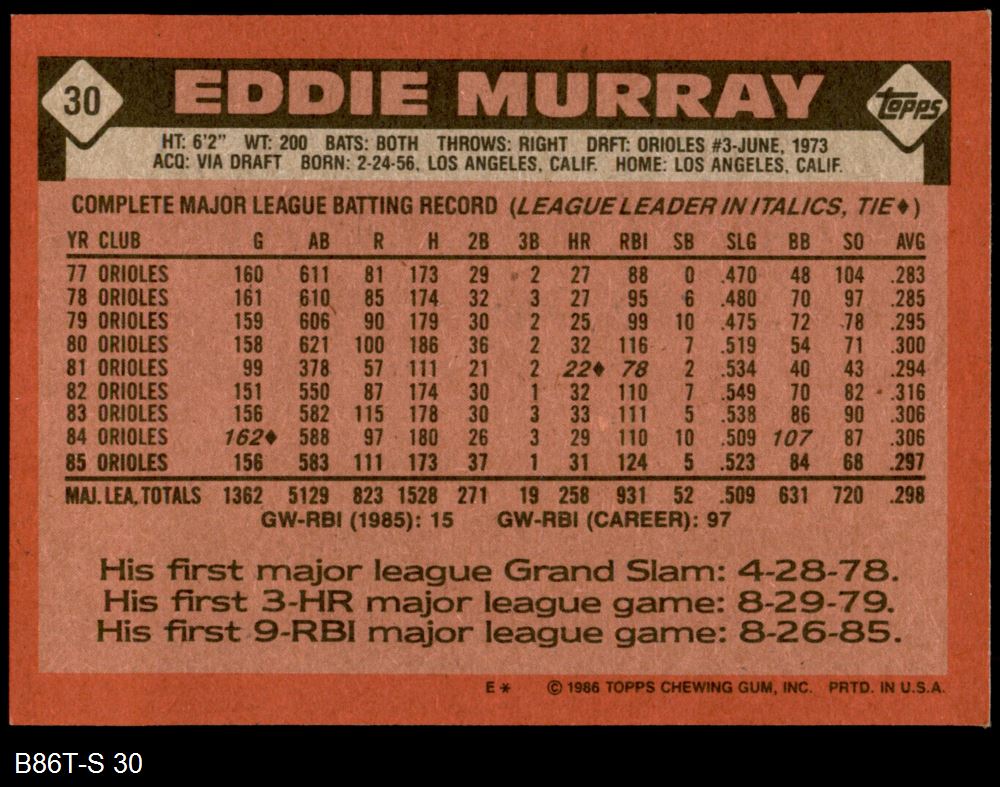 30 EDDIE MURRAY Topps
HT: 6'2" WT: 200 BATS: BOTH THROWS: RIGHT DRFT: ORIOLES #3-JUNE, 1973
ACQ: VIA DRAFT BORN: 2-24-56, LOS ANGELES, CALIF. HOME: LOS ANGELES, CALIF.
COMPLETE MAJOR LEAGUE BATTING RECORD (LEAGUE LEADER IN ITALICS, TIE♦)
YR CLUB G AB R H 2B 3B HR RBI SB SLG BB SO AVG
77 ORIOLES 160 611 81 173 29 2 27 88 0 .470 48 104 .283
78 ORIOLES 161 610 85 174 32 3 27 95 6 .480 70 97 .285
79 ORIOLES 159 606 90 179 30 2 25 99 10 .475 72 78 .295
80 ORIOLES 158 621 100 186 36 2 32 116 7 .519 54 71 .300
81 ORIOLES 99 378 57 111 21 2 22♦ 78 2 .534 40 43 .294
82 ORIOLES 151 550 87 174 30 1 32 110 7 .549 70 82 .316
83 ORIOLES 156 582 115 178 30 3 33 111 5 .538 86 90 .306
84 ORIOLES 162♦ 588 97 180 26 3 29 110 10 .509 107 87 .306
85 ORIOLES 156 583 111 173 37 1 31 124 5 .523 84 68 .297
MAJ. LEA. TOTALS 1362 5129 823 1528 271 19 258 931 52 .509 631 720 .298
GW-RBI (1985): 15 GW-RBI (CAREER): 97
His first major league Grand Slam: 4-28-78.
His first 3-HR major league game: 8-29-79.
His first 9-RBI major league game: 8-26-85.
E* © 1986 TOPPS CHEWING GUM, INC. PRTD. IN U.S.A.
B86T-S 30